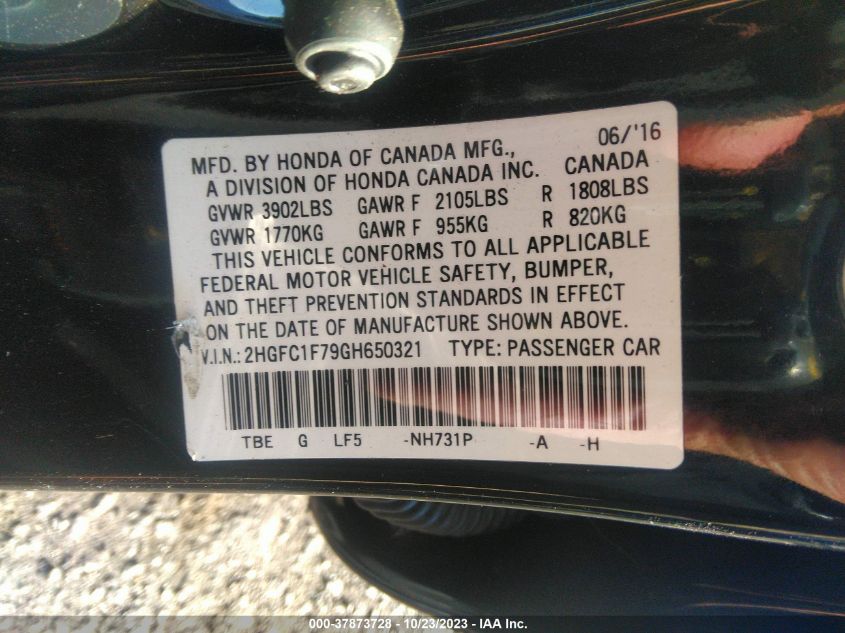 06/'16
MFD. BY HONDA OF CANADA MFG.,
A DIVISION OF HONDA CANADA INC. CANADA
GVWR 3902LBS GAWR F 2105LBS R 1808LBS
GVWR 1770KG GAWR F 955KG R 820KG
THIS VEHICLE CONFORMS TO ALL APPLICABLE
FEDERAL MOTOR VEHICLE SAFETY, BUMPER,
AND THEFT PREVENTION STANDARDS IN EFFECT
ON THE DATE OF MANUFACTURE SHOWN ABOVE.
V.I.N.: 2HGFC1F79GH650321 TYPE: PASSENGER CAR
TBE G LF5 -NH731P -A -H
000-37873728 - 10/23/2023 - IAA Inc.